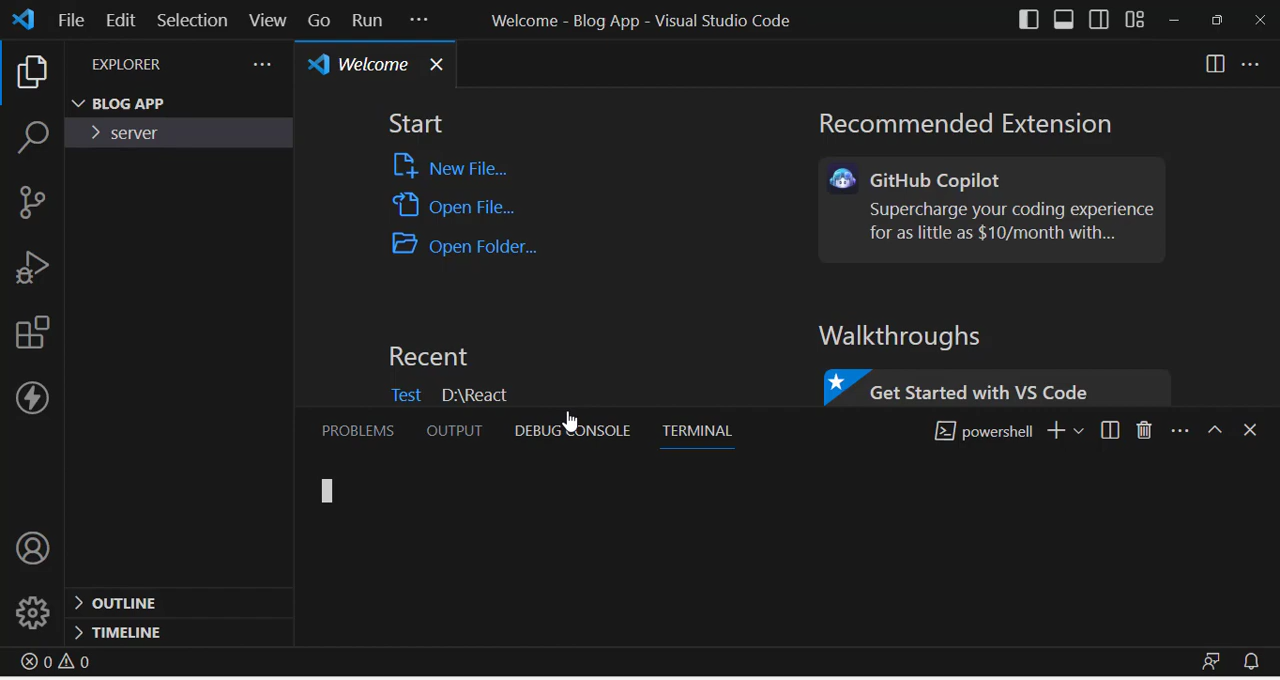 File Edit Selection View Go Run ··· Welcome - Blog App - Visual Studio Code
EXPLORER ···
BLOG APP
server
Welcome
Start
New File...
Open File...
Open Folder...
Recent
Test D:\React
Recommended Extension
GitHub Copilot
Supercharge your coding experience
for as little as $10/month with...
Walkthroughs
Get Started with VS Code
PROBLEMS OUTPUT DEBUG CONSOLE TERMINAL powershell
OUTLINE
TIMELINE
0 0